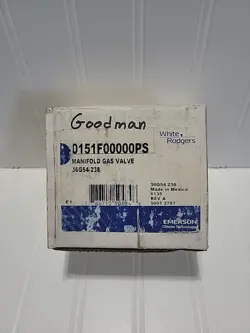 Goodman
0151F00000PS
White Rodgers
MANIFOLD GAS VALVE
36G54-238
36G54 238
Made in Mexico
REV A
EMERSON
Climate Technologies